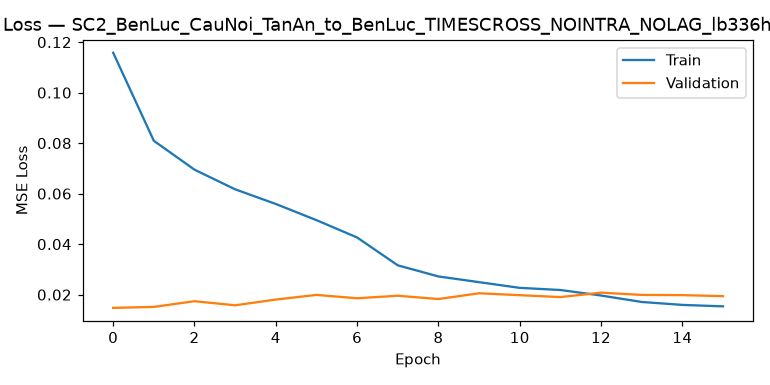 Loss — SC2_BenLuc_CauNoi_TanAn_to_BenLuc_TIMESCROSS_NOINTRA_NOLAG_lb336h
0.12
0.10
0.08
0.06
0.04
0.02
MSE Loss
Train
Validation
0 2 4 6 8 10 12 14
Epoch